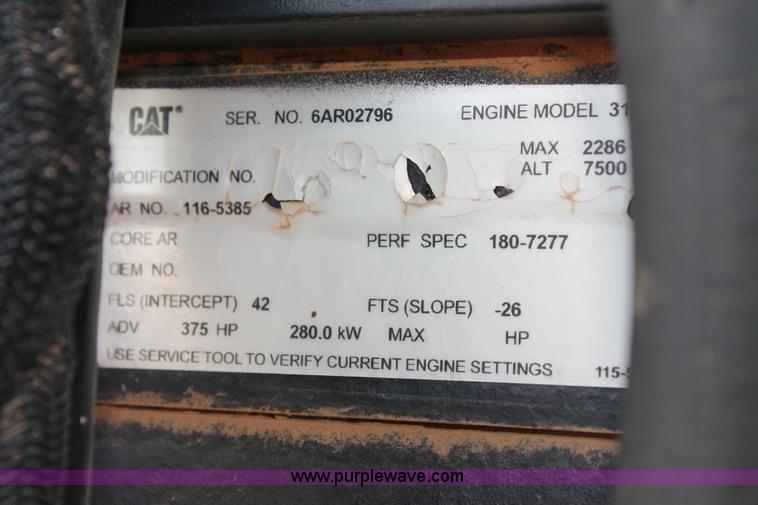 CAT® SER. NO. 6AR02796 ENGINE MODEL 31
MAX 2286
MODIFICATION NO. ALT 7500
AR NO. 116-5385
CORE AR PERF SPEC 180-7277
OEM NO.
FLS (INTERCEPT) 42 FTS (SLOPE) -26
ADV 375 HP 280.0 kW MAX HP
USE SERVICE TOOL TO VERIFY CURRENT ENGINE SETTINGS 115-5
www.purplewave.com